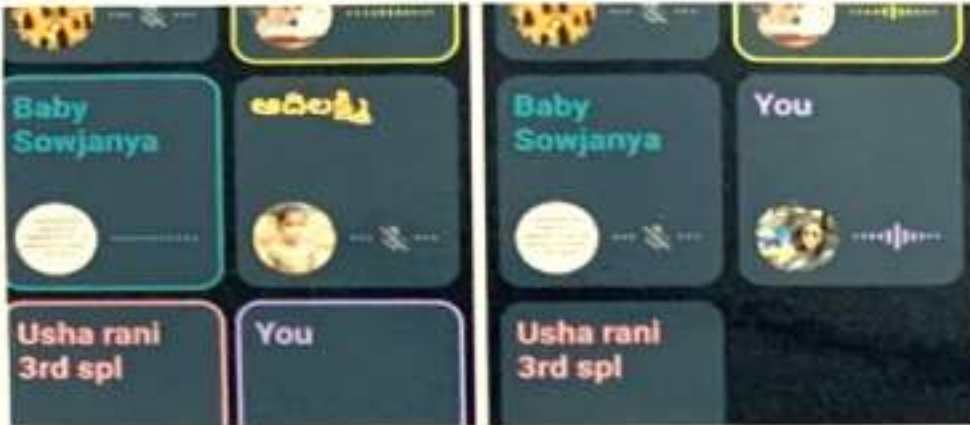 Baby
Sowjanya
ఆదిలక్ష్మి
Usha rani
3rd spl
You
Baby
Sowjanya
You
Usha rani
3rd spl